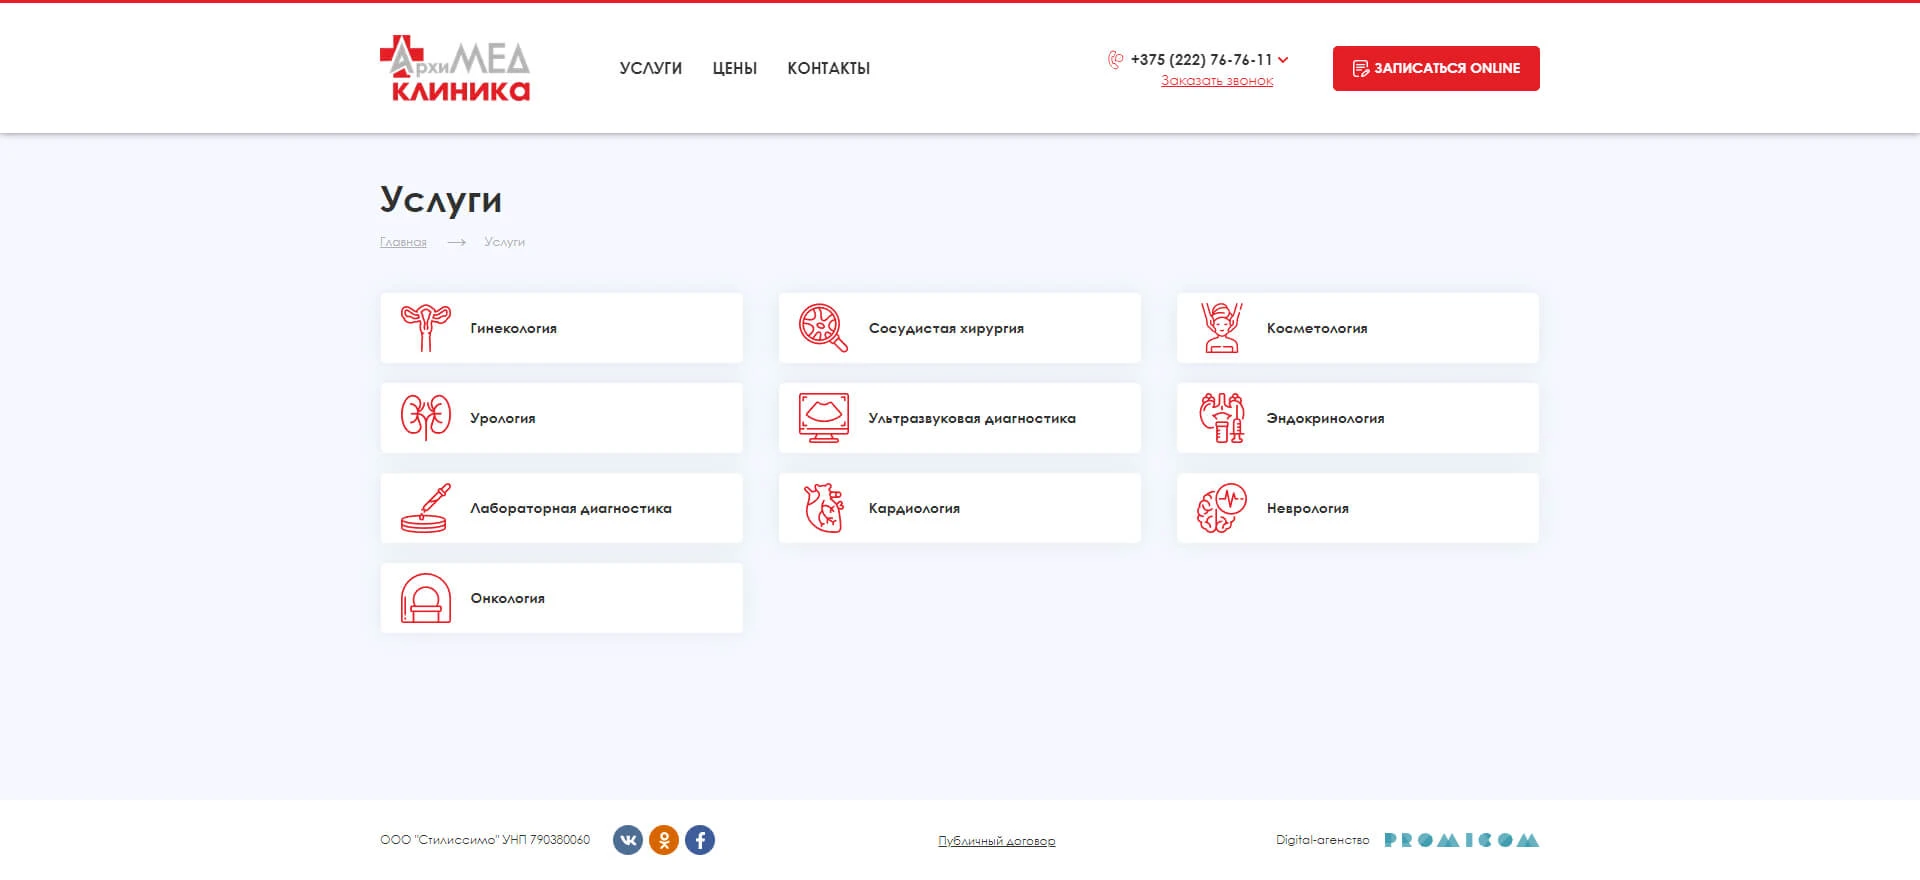 АрхиМЕД
клиника
УСЛУГИ ЦЕНЫ КОНТАКТЫ
+375 (222) 76-76-11
Заказать звонок
ЗАПИСАТЬСЯ ONLINE
Услуги
Главная Услуги
Гинекология
Сосудистая хирургия
Косметология
Урология
Ультразвуковая диагностика
Эндокринология
Лабораторная диагностика
Кардиология
Неврология
Онкология
ООО "Стилиссимо" УНП 790380060
Публичный договор
Digital-агенство PROMICOM